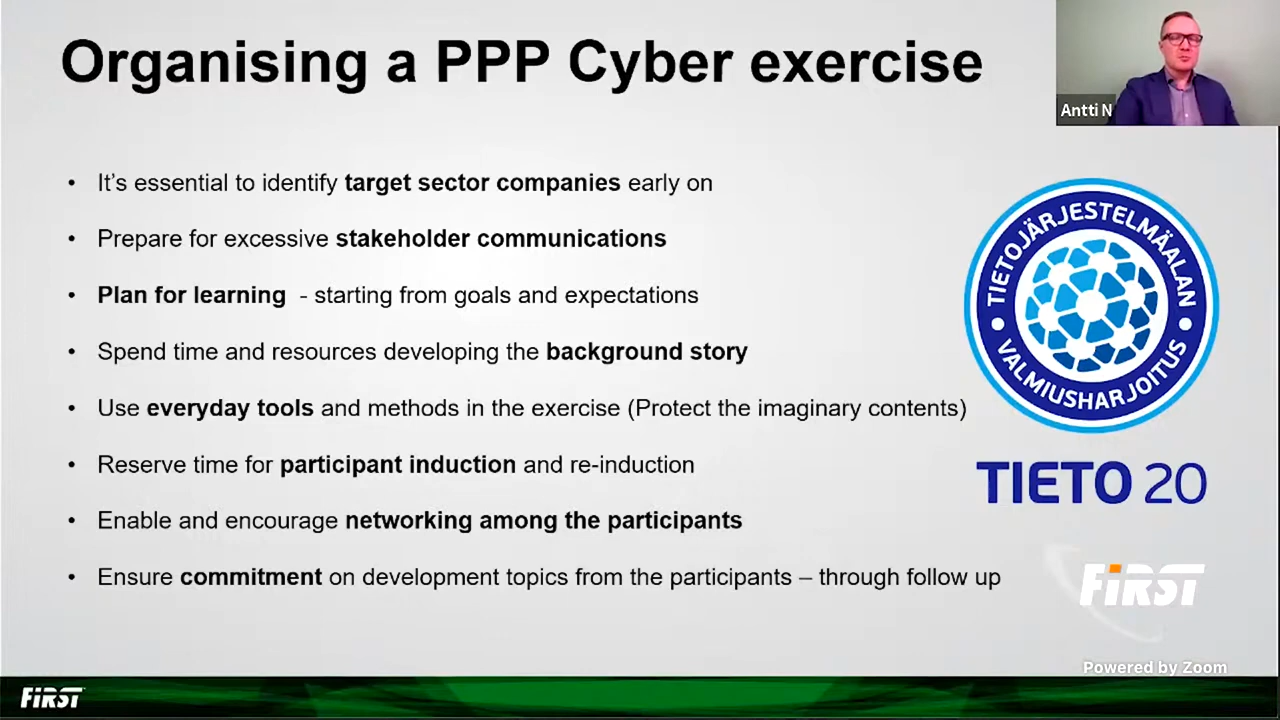 Organising a PPP Cyber exercise
Antti N
• It’s essential to identify target sector companies early on
• Prepare for excessive stakeholder communications
• Plan for learning - starting from goals and expectations
• Spend time and resources developing the background story
• Use everyday tools and methods in the exercise (Protect the imaginary contents)
• Reserve time for participant induction and re-induction
• Enable and encourage networking among the participants
• Ensure commitment on development topics from the participants – through follow up
TIETOJÄRJESTELMÄALAN
• VALMIUSHARJOITUS •
TIETO 20
FIRST
Powered by Zoom
FIRST